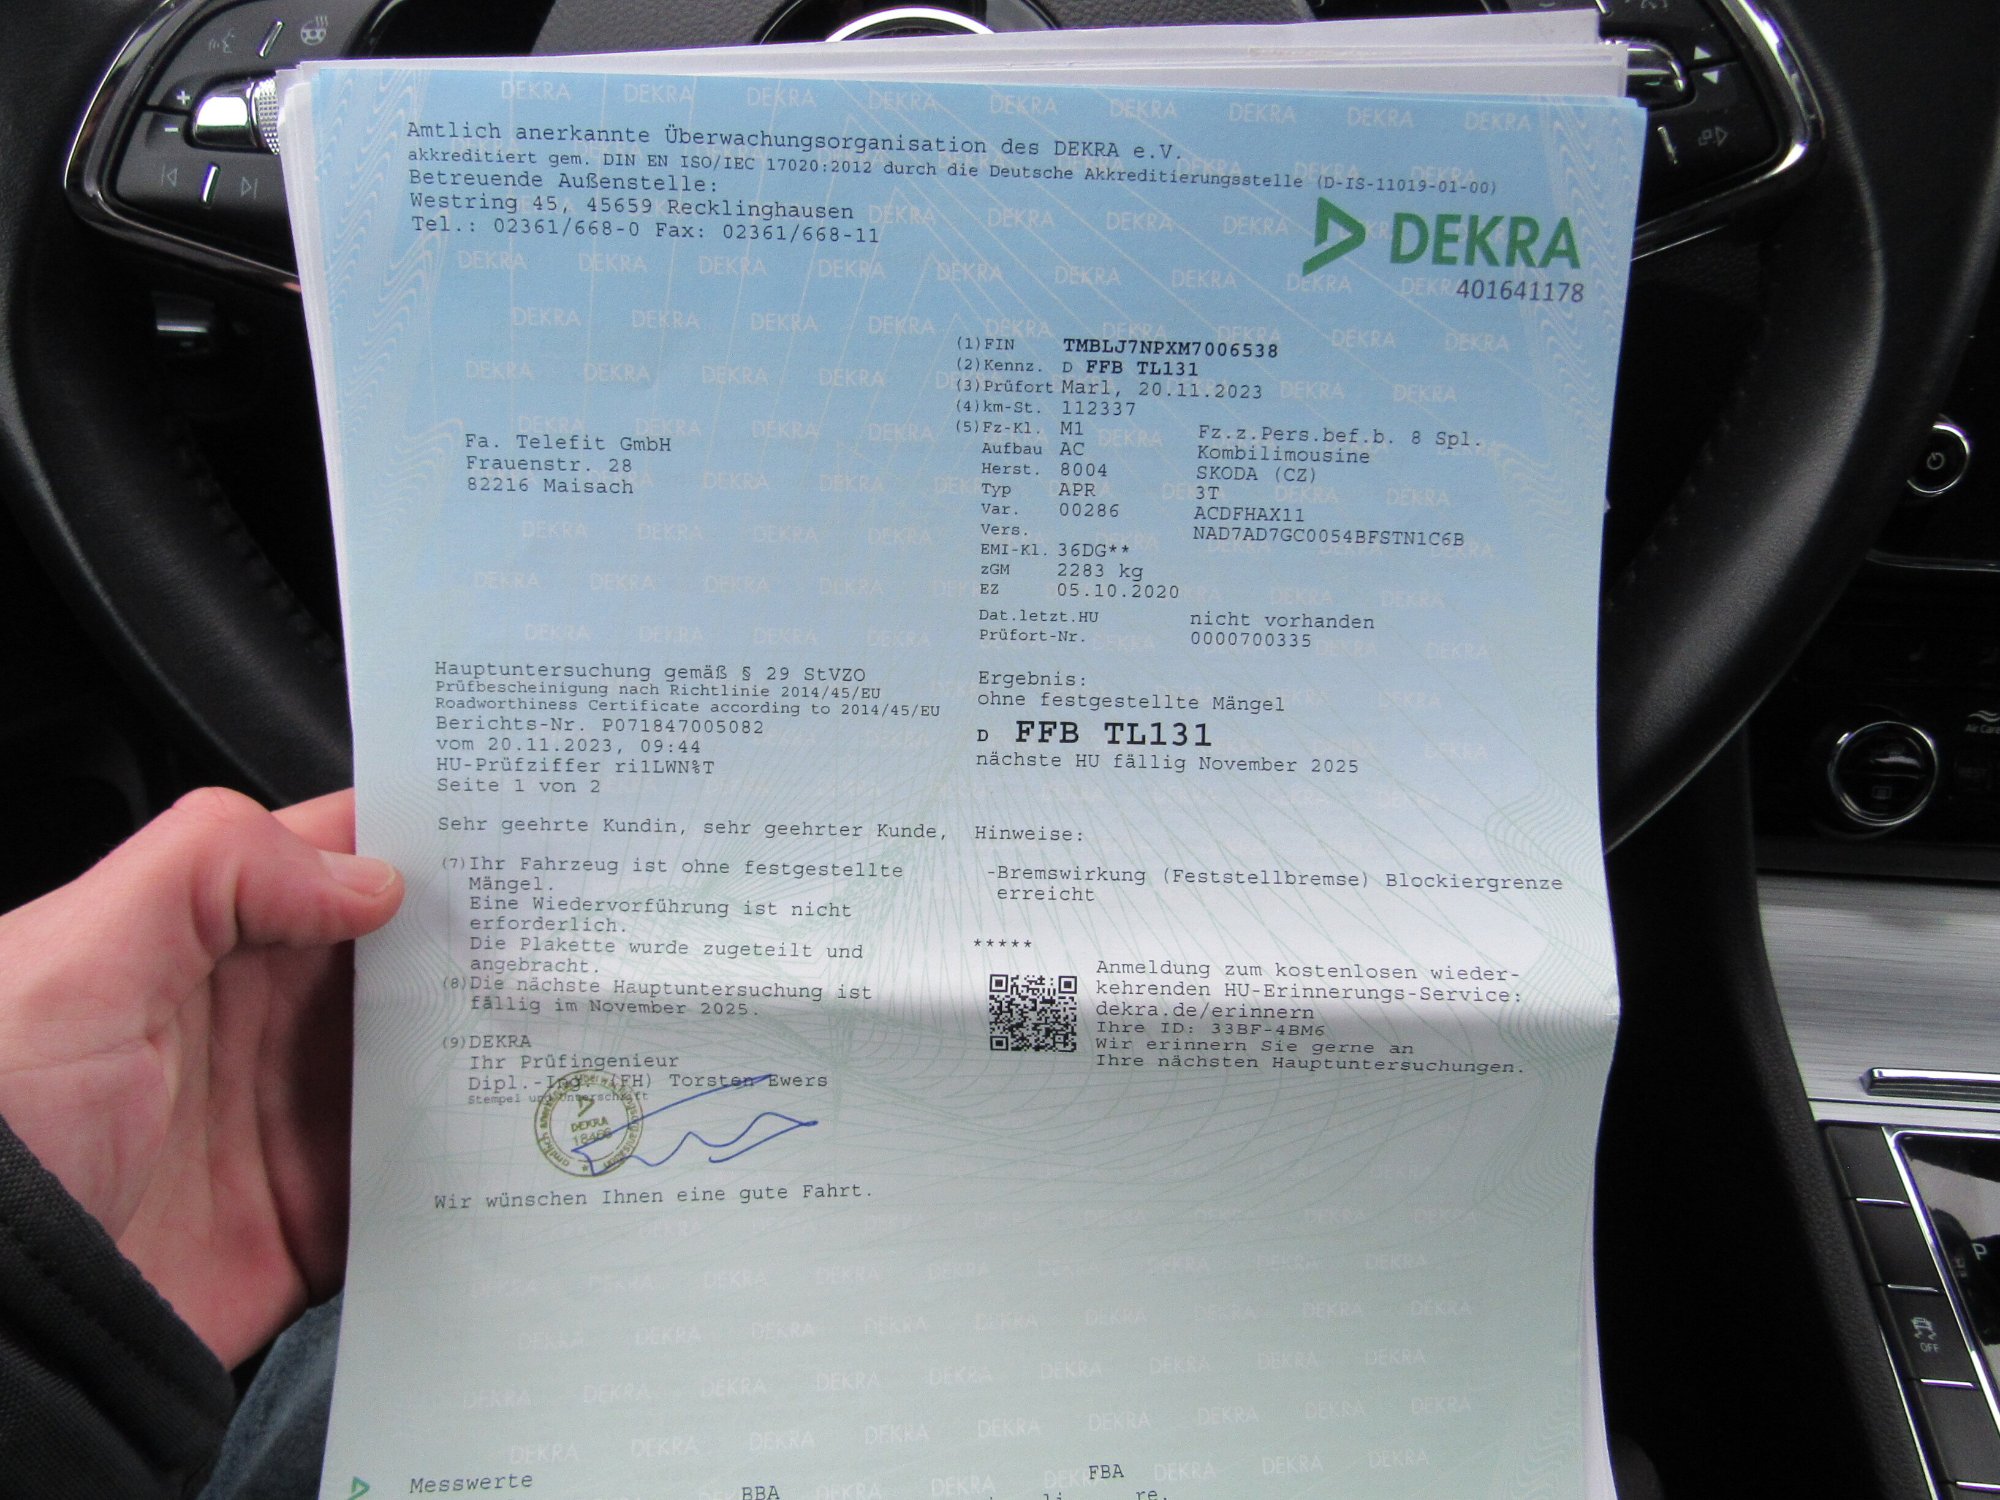 Amtlich anerkannte Überwachungsorganisation des DEKRA e.V.
akkreditiert gem. DIN EN ISO/IEC 17020:2012 durch die Deutsche Akkreditierungsstelle (D-IS-11019-01-00)
Betreuende Außenstelle:
Westring 45, 45659 Recklinghausen
Tel.: 02361/668-0 Fax: 02361/668-11
DEKRA
401641178
(1)FIN TMBLJ7NPXM7006538
(2)Kennz. D FFB TL131
(3)Prüfort Marl, 20.11.2023
(4)km-St. 112337
(5)Fz-Kl. M1 Fz.z.Pers.bef.b. 8 Spl.
Aufbau AC Kombilimousine
Herst. 8004 SKODA (CZ)
Typ APR 3T
Var. 00286 ACDFHAX11
Vers. NAD7AD7GC0054BFSTN1C6B
EMI-Kl. 36DG**
zGM 2283 kg
EZ 05.10.2020
Dat.letzt.HU nicht vorhanden
Prüfort-Nr. 0000700335
Fa. Telefit GmbH
Frauenstr. 28
82216 Maisach
Hauptuntersuchung gemäß § 29 StVZO
Prüfbescheinigung nach Richtlinie 2014/45/EU
Roadworthiness Certificate according to 2014/45/EU
Berichts-Nr. P071847005082
vom 20.11.2023, 09:44
HU-Prüfziffer ri1LWN%T
Seite 1 von 2
Ergebnis:
ohne festgestellte Mängel
D FFB TL131
nächste HU fällig November 2025
Sehr geehrte Kundin, sehr geehrter Kunde,
(7)Ihr Fahrzeug ist ohne festgestellte
Mängel.
Eine Wiedervorführung ist nicht
erforderlich.
Die Plakette wurde zugeteilt und
angebracht.
(8)Die nächste Hauptuntersuchung ist
fällig im November 2025.
(9)DEKRA
Ihr Prüfingenieur
Dipl.-Ing. (FH) Torsten Ewers
Stempel und Unterschrift
DEKRA
Wir wünschen Ihnen eine gute Fahrt.
Hinweise:
-Bremswirkung (Feststellbremse) Blockiergrenze
erreicht
*****
Anmeldung zum kostenlosen wieder-
kehrenden HU-Erinnerungs-Service:
dekra.de/erinnern
Ihre ID: 33BF-4BM6
Wir erinnern Sie gerne an
Ihre nächsten Hauptuntersuchungen.
Messwerte
BBA
FBA
re.
OFF
P